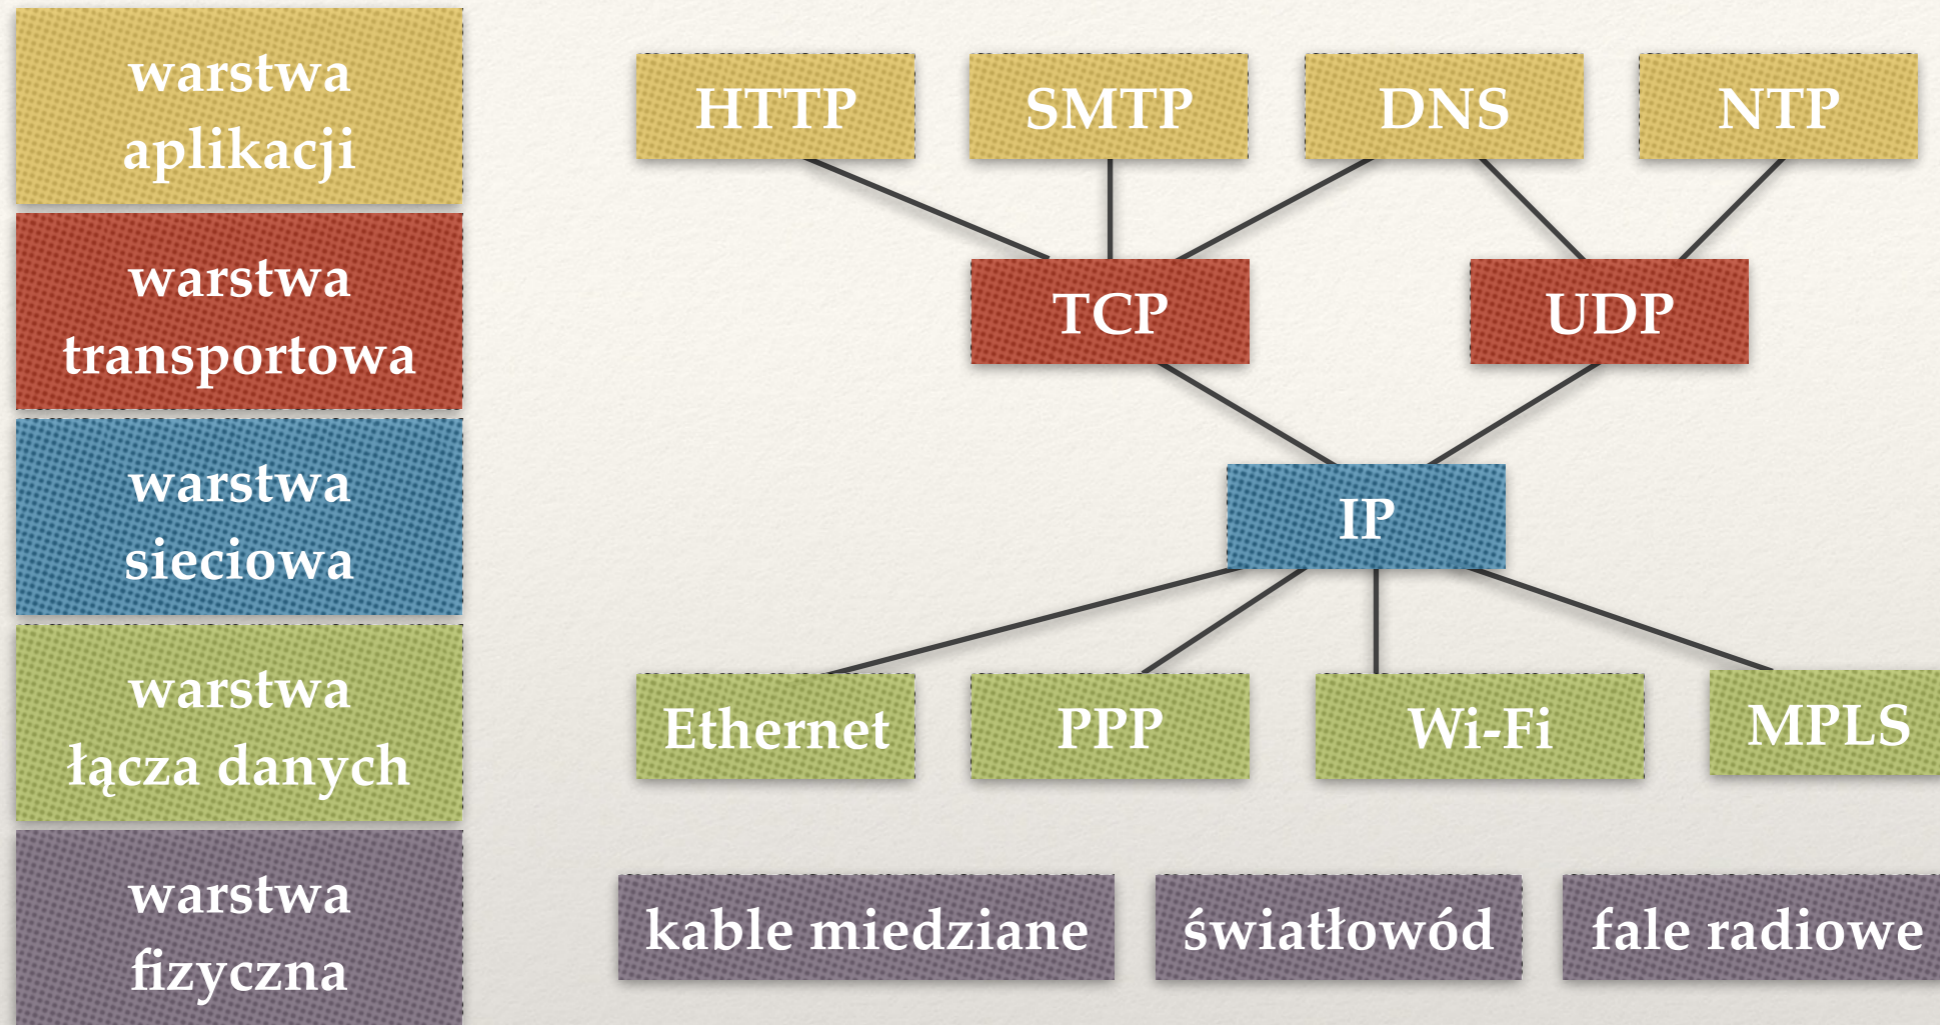 warstwa
aplikacji
HTTP
SMTP
DNS
NTP
warstwa
transportowa
TCP
UDP
warstwa
sieciowa
IP
warstwa
łącza danych
Ethernet
PPP
Wi-Fi
MPLS
warstwa
fizyczna
kable miedziane
światłowód
fale radiowe